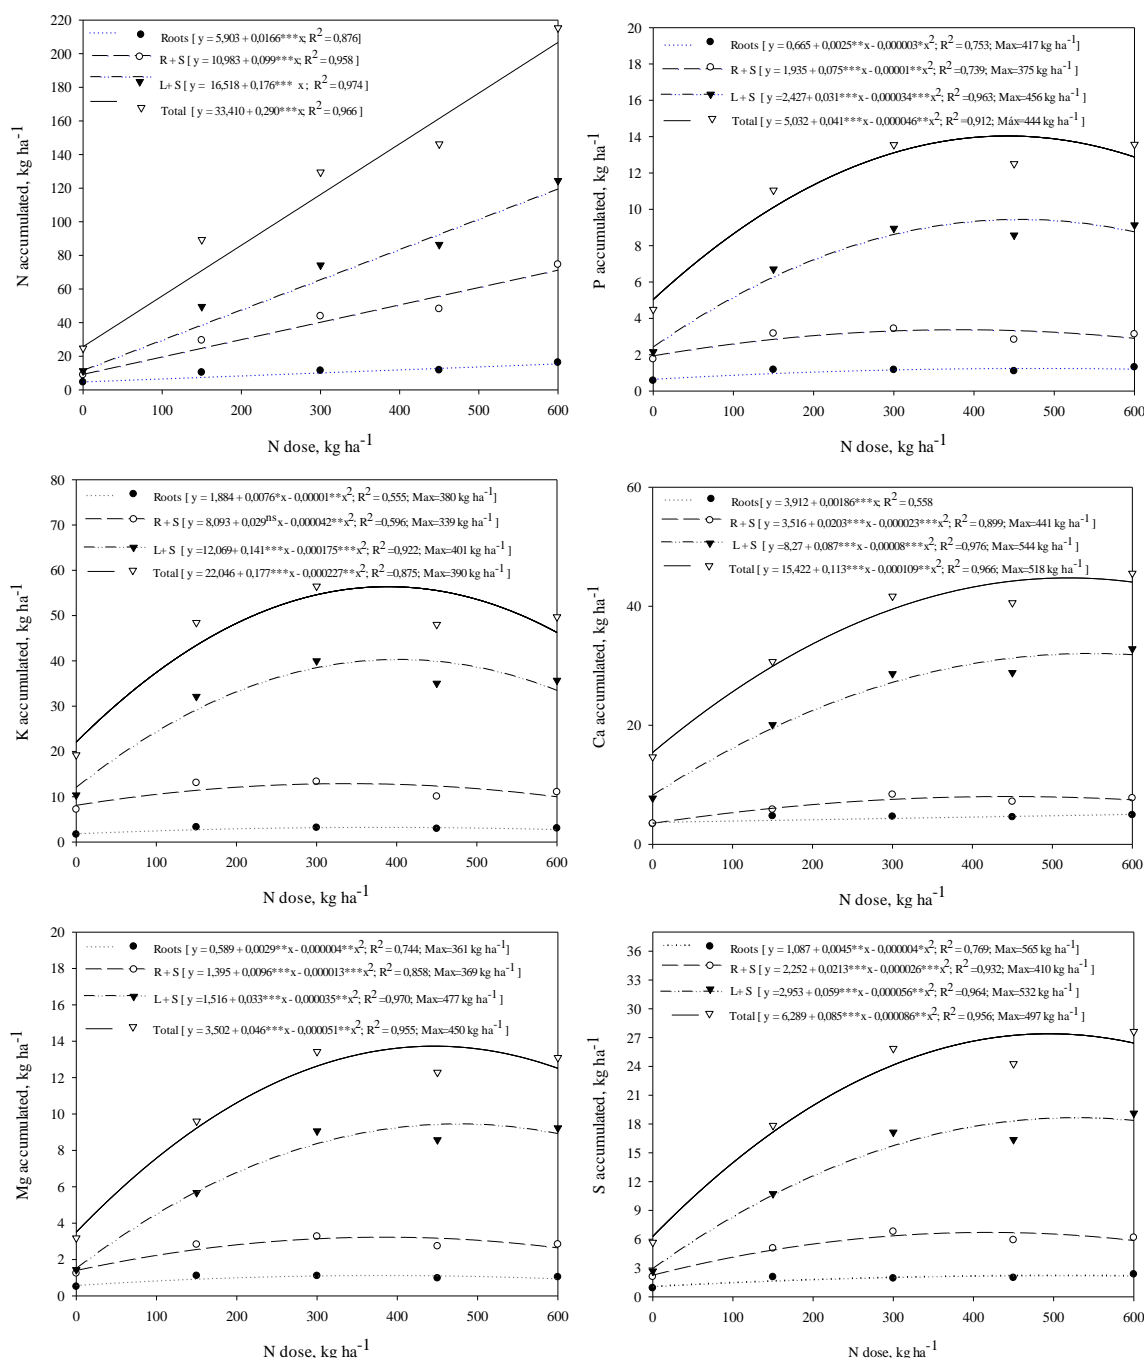 N accumulated, kg ha-1
220
200
180
160
140
120
100
80
60
40
20
0
Roots [ y = 5,903 + 0,0166***x; R2 = 0,876]
R + S [ y = 10,983 + 0,099***x; R2 = 0,958]
L+ S [ y = 16,518 + 0,176*** x ; R2 = 0,974]
Total [ y = 33,410 + 0,290***x; R2 = 0,966]
0 100 200 300 400 500 600
N dose, kg ha-1
P accumulated, kg ha-1
20
18
16
14
12
10
8
6
4
2
0
Roots [ y = 0,665 + 0,0025**x - 0,000003*x2; R2 = 0,753, Max=417 kg ha-1]
R + S [ y = 1,935 + 0,075***x - 0,00001**x2; R2 = 0,739, Max=375 kg ha-1]
L + S [ y =2,427+ 0,031***x - 0,000034***x2; R2 = 0,963, Max=456 kg ha-1]
Total [ y = 5,032 + 0,041***x - 0,000046**x2; R2 =0,912, Máx=444 kg ha-1]
0 100 200 300 400 500 600
N dose, kg ha-1
K accumulated, kg ha-1
80
70
60
50
40
30
20
10
0
Roots [ y = 1,884 + 0,0076*x - 0,00001**x2; R2 = 0,555, Max=380 kg ha-1]
R + S [ y = 8,093 + 0,029nsx - 0,000042**x2; R2 = 0,596, Max=339 kg ha-1]
L+ S [ y =12,069 + 0,141***x - 0,000175***x2; R2 = 0,922, Max=401 kg ha-1]
Total [ y = 22,046 + 0,177***x - 0,000227**x2; R2 = 0,875, Max=390 kg ha-1 ]
0 100 200 300 400 500 600
N dose, kg ha-1
Ca accumulated, kg ha-1
60
40
20
0
Roots [ y = 3,912 + 0,00186***x; R2 = 0,558
R + S [ y = 3,516 + 0,0203***x - 0,000023***x2; R2 = 0,899, Max=441 kg ha-1]
L + S [ y =8,27 + 0,087***x - 0,00008***x2; R2 = 0,976; Max=544 kg ha-1]
Total [ y = 15,422 + 0,113***x - 0,000109**x2; R2 = 0,966; Max=518 kg ha-1]
0 100 200 300 400 500 600
N dose, kg ha-1
Mg accumulated, kg ha-1
20
18
16
14
12
10
8
6
4
2
0
Roots [ y = 0,589 + 0,0029**x - 0,000004**x2; R2 = 0,744; Max=361 kg ha-1]
R + S [ y = 1,395 + 0,0096***x - 0,000013***x2; R2 = 0,858; Max=369 kg ha-1 ]
L + S [ y =1,516 + 0,033***x - 0,000035**x2; R2 = 0,970; Max=477 kg ha-1]
Total [ y = 3,502 + 0,046***x - 0,000051**x2; R2 = 0,955, Max=450 kg ha-1 ]
0 100 200 300 400 500 600
N dose, kg ha-1
S accumulated, kg ha-1
36
33
30
27
24
21
18
15
12
9
6
3
0
Roots [ y = 1,087 + 0,0045**x - 0,000004*x2; R2 = 0,769; Max=565 kg ha-1]
R + S [ y = 2,252 + 0,0213***x - 0,000026***x2; R2 = 0,932; Max=410 kg ha-1]
L+ S [ y =2,953 + 0,059***x - 0,000056**x2; R2 = 0,964; Max=532 kg ha-1]
Total [ y = 6,289 + 0,085***x - 0,000086**x2; R2 = 0,956; Max=497 kg ha-1]
0 100 200 300 400 500 600
N dose, kg ha-1